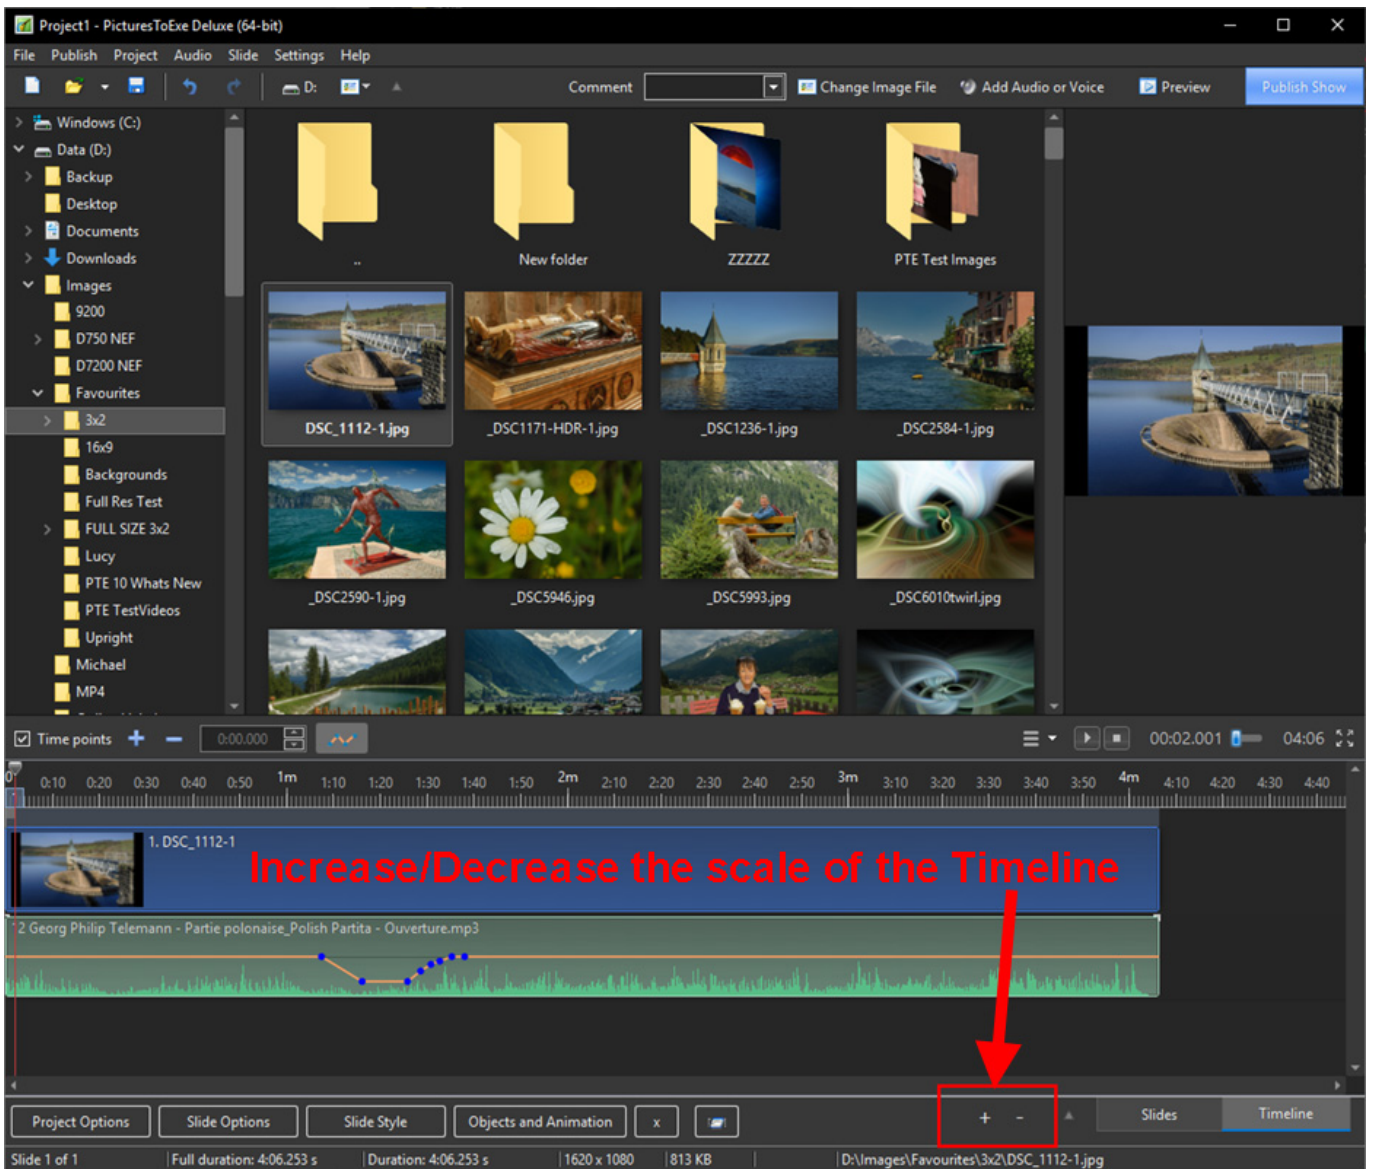 Project1 - PicturesToExe Deluxe (64-bit)
File Publish Project Audio Slide Settings Help
D: Comment Change Image File Add Audio or Voice Preview Publish Show
Windows (C:)
Data (D:)
Backup
Desktop
Documents
Downloads
Images
9200
D750 NEF
D7200 NEF
Favourites
3x2
16x9
Backgrounds
Full Res Test
FULL SIZE 3x2
Lucy
PTE 10 Whats New
PTE TestVideos
Upright
Michael
MP4
.. New folder ZZZZZ PTE Test Images
DSC_1112-1.jpg _DSC1171-HDR-1.jpg _DSC1236-1.jpg _DSC2584-1.jpg
_DSC2590-1.jpg _DSC5946.jpg _DSC5993.jpg _DSC6010twirl.jpg
Time points + - 0:00.000 00:02.001 04:06
0 0:10 0:20 0:30 0:40 0:50 1m 1:10 1:20 1:30 1:40 1:50 2m 2:10 2:20 2:30 2:40 2:50 3m 3:10 3:20 3:30 3:40 3:50 4m 4:10 4:20 4:30 4:40
1
1. DSC_1112-1
Increase/Decrease the scale of the Timeline
2 Georg Philip Telemann - Partie polonaise_Polish Partita - Ouverture.mp3
Project Options Slide Options Slide Style Objects and Animation x + - Slides Timeline
Slide 1 of 1 Full duration: 4:06.253 s Duration: 4:06.253 s 1620 x 1080 813 KB D:\Images\Favourites\3x2\DSC_1112-1.jpg